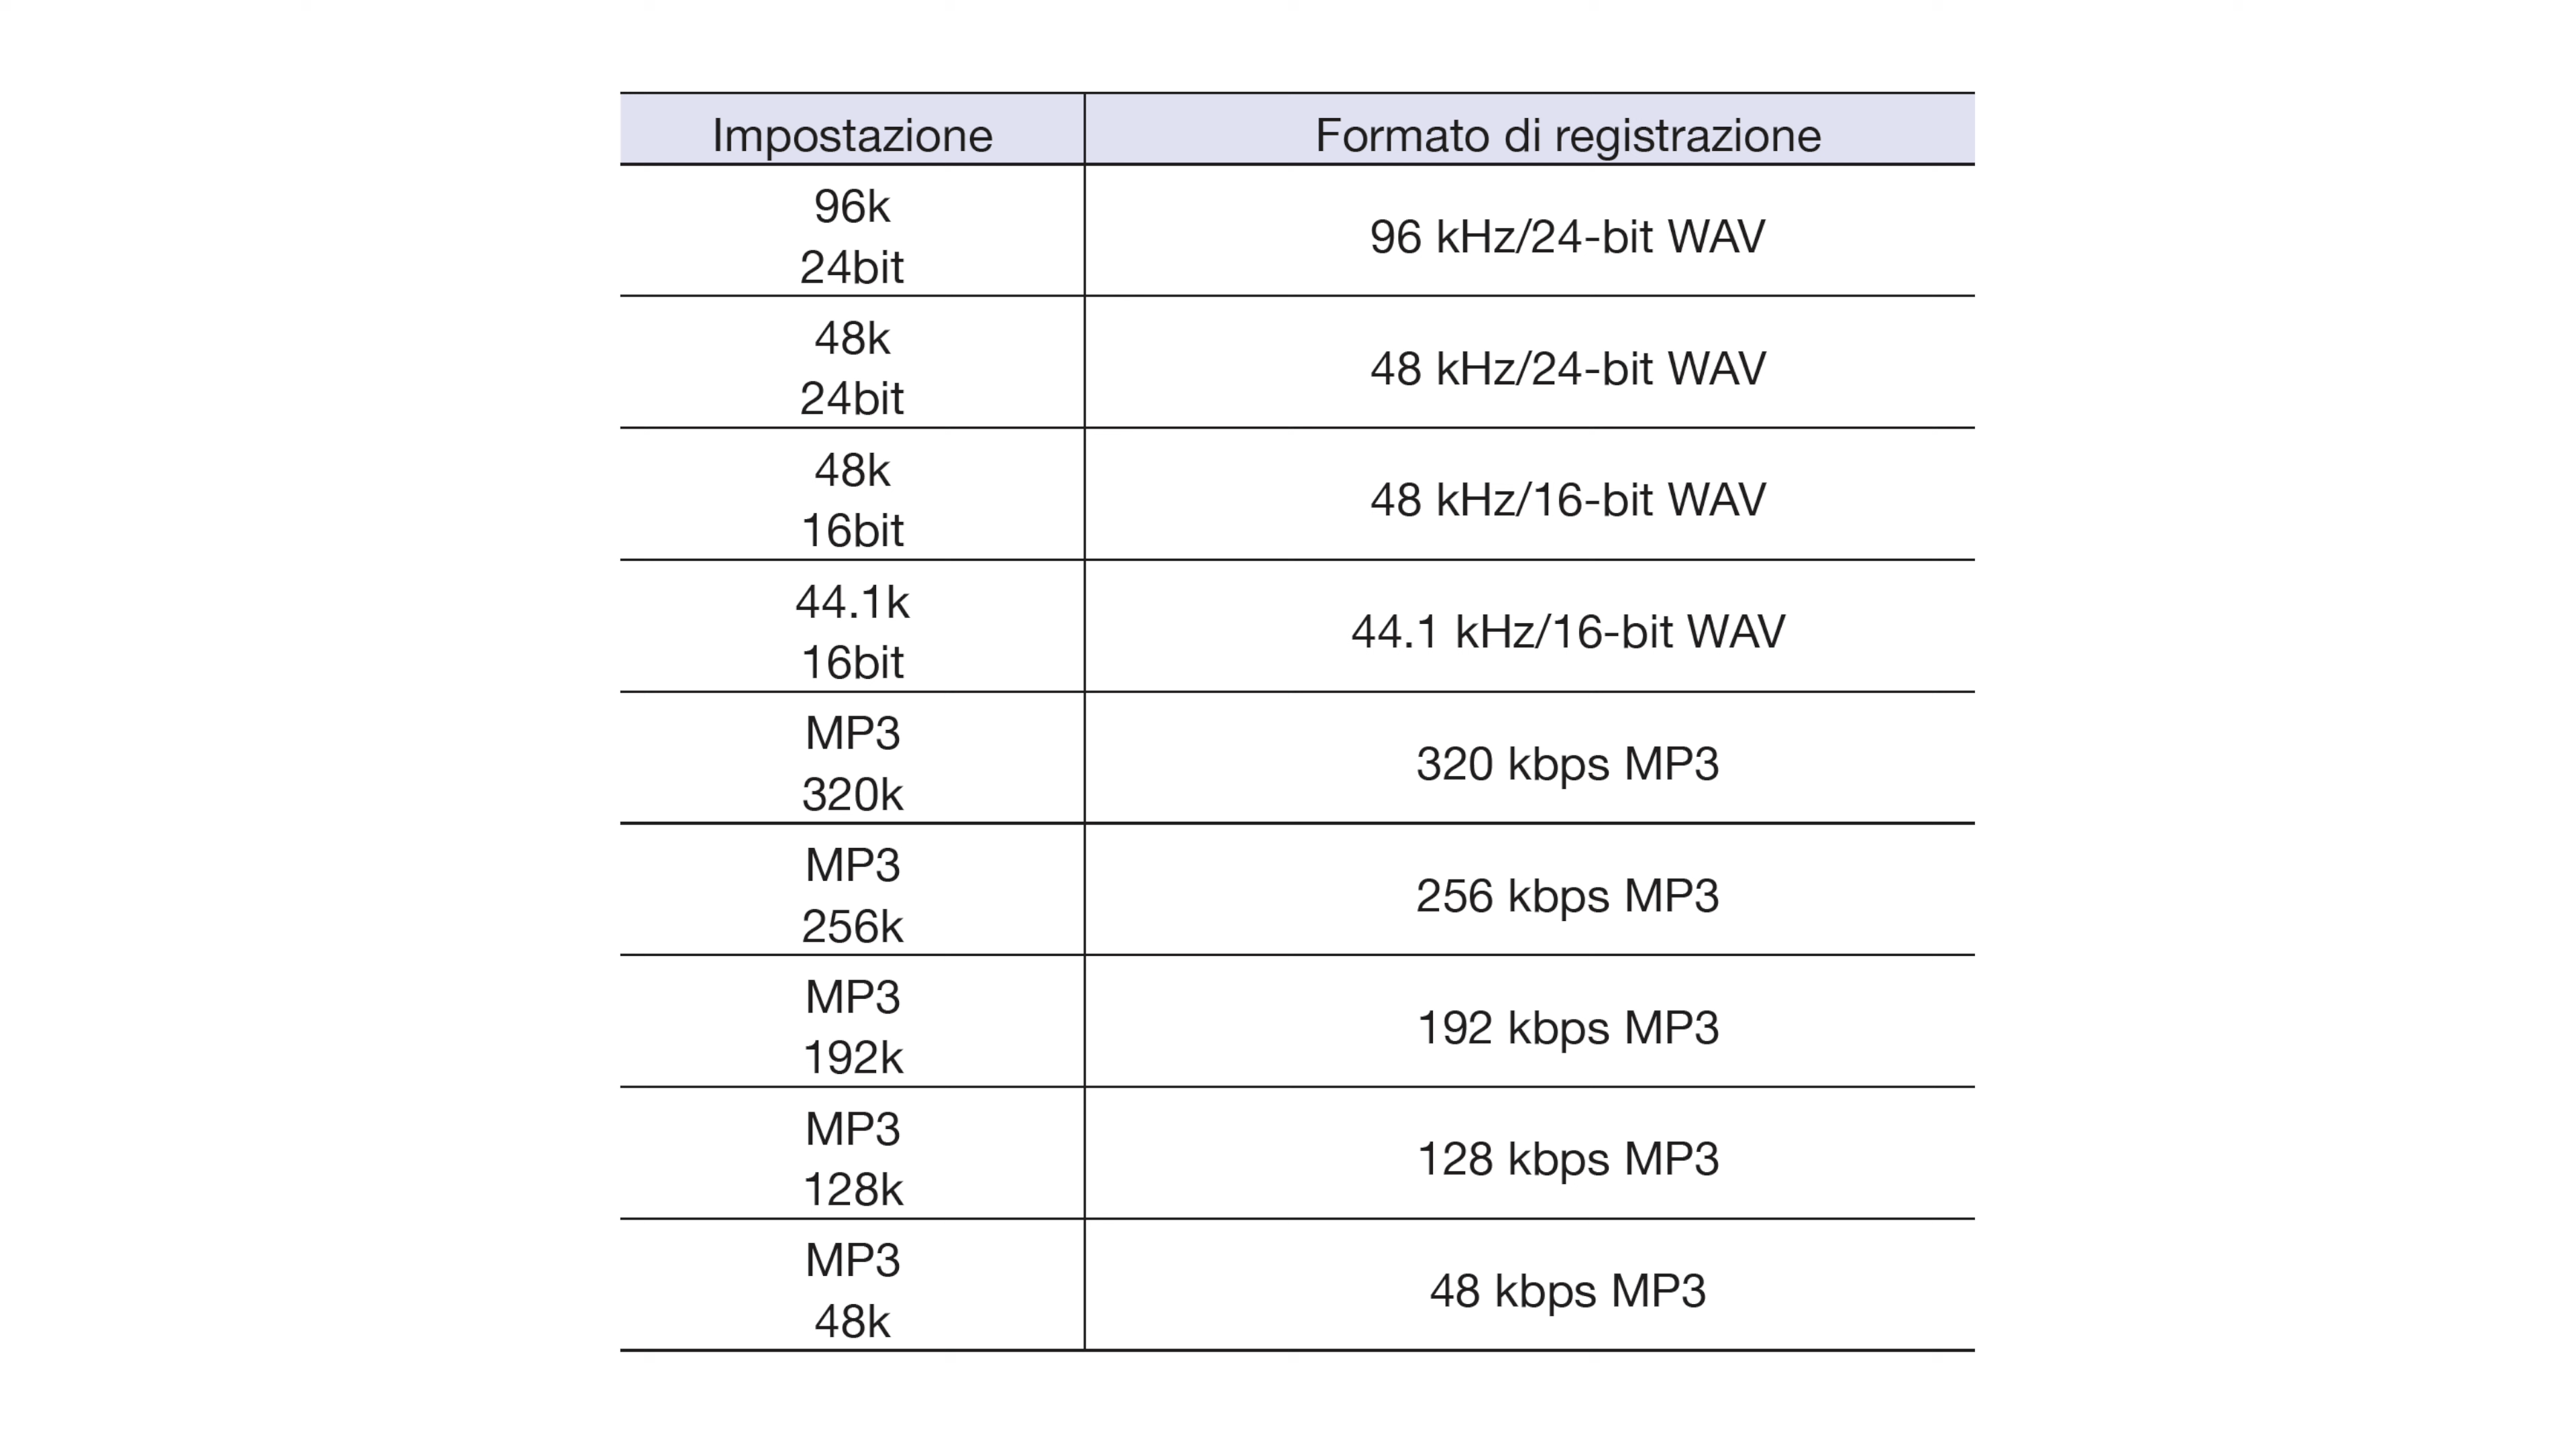 Impostazione Formato di registrazione
96k
24bit
96 kHz/24-bit WAV
48k
24bit
48 kHz/24-bit WAV
48k
16bit
48 kHz/16-bit WAV
44.1k
16bit
44.1 kHz/16-bit WAV
MP3
320k
320 kbps MP3
MP3
256k
256 kbps MP3
MP3
192k
192 kbps MP3
MP3
128k
128 kbps MP3
MP3
48k
48 kbps MP3